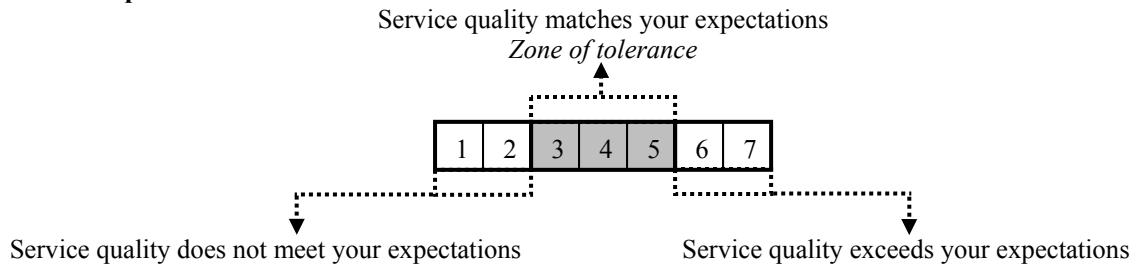 Service quality matches your expectations
Zone of tolerance
1 2 3 4 5 6 7
Service quality does not meet your expectations
Service quality exceeds your expectations